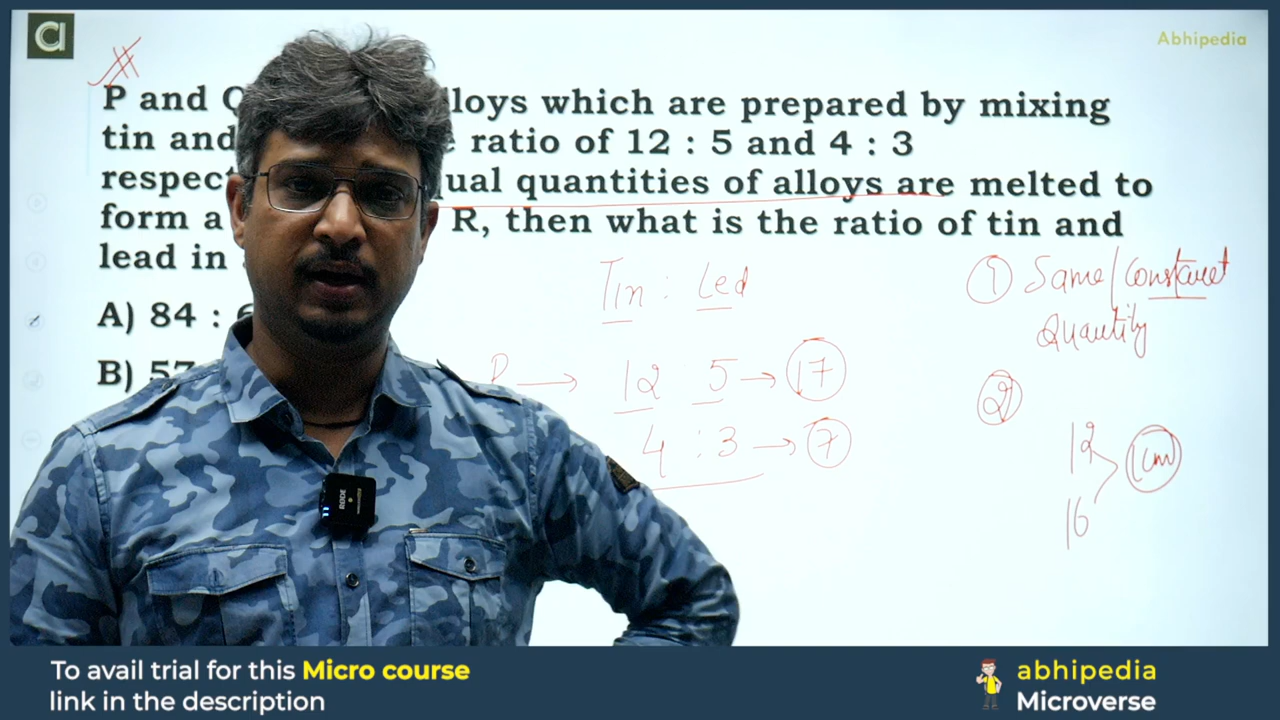 a
Abhipedia
P and Q lloys which are prepared by mixing
tin and ratio of 12 : 5 and 4 : 3
respect ual quantities of alloys are melted to
form a R, then what is the ratio of tin and
lead in
A) 84 : 6
B) 57
Tin : Led
P → 12 5 → 17
4 : 3 → 7
1 Same/Constant
Quantity
2
12
16
lcm
RODE
To avail trial for this Micro course
link in the description
abhipedia
Microverse